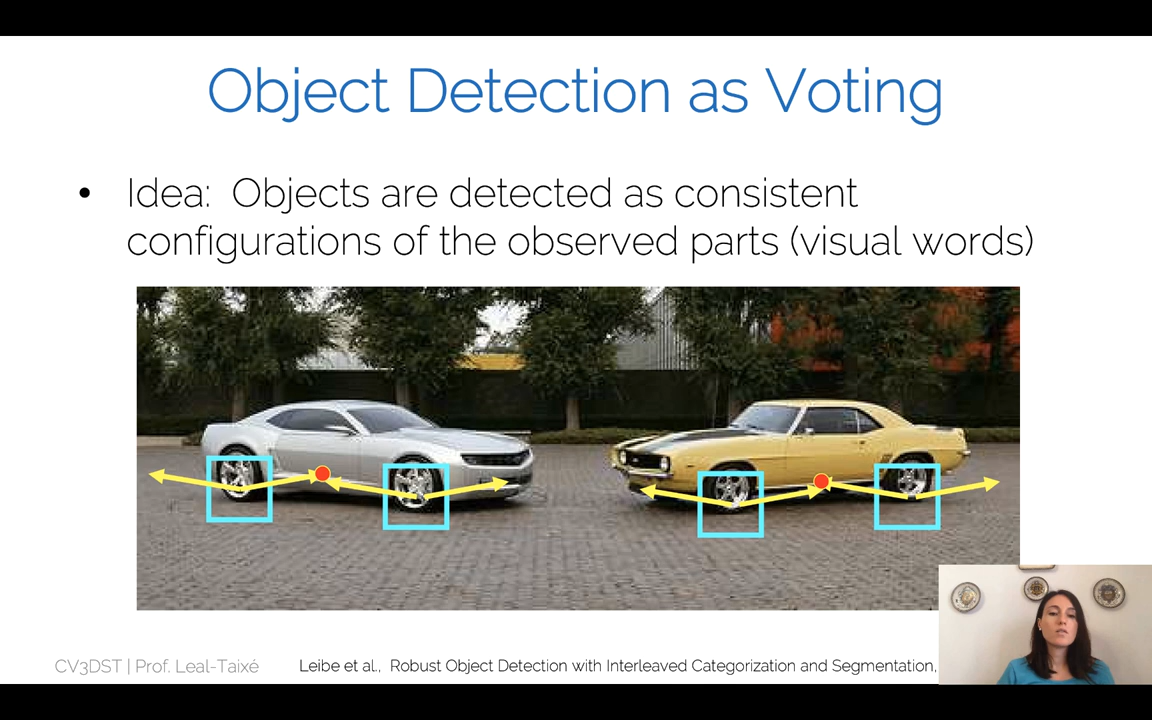 Object Detection as Voting
• Idea: Objects are detected as consistent
configurations of the observed parts (visual words)
CV3DST | Prof. Leal-Taixé
Leibe et al., Robust Object Detection with Interleaved Categorization and Segmentation,